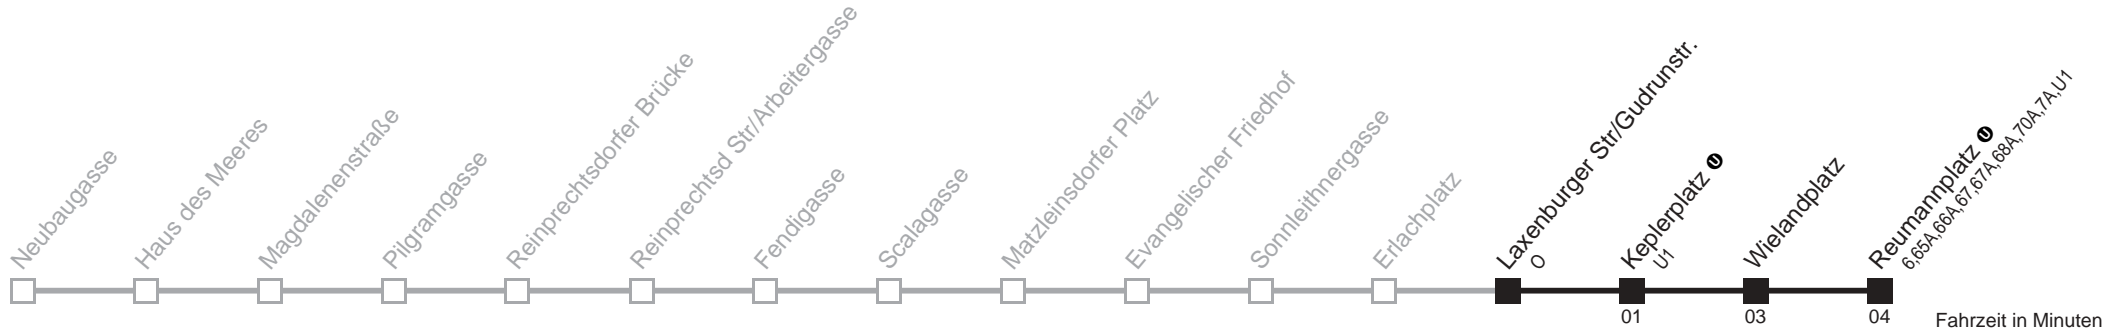 Neubaugasse
Haus des Meeres
Magdalenenstraße
Pilgramgasse
Reinprechtsdorfer Brücke
Reinprechtsd Str/Arbeitergasse
Fendigasse
Scalagasse
Matzleinsdorfer Platz
Evangelischer Friedhof
Sonnleithnergasse
Erlachplatz
Laxenburger Str/Gudrunstr.
O
Keplerplatz U
U1
Wielandplatz
Reumannplatz U
6,65A,66A,67,67A,68A,70A,7A,U1
01
03
04
Fahrzeit in Minuten